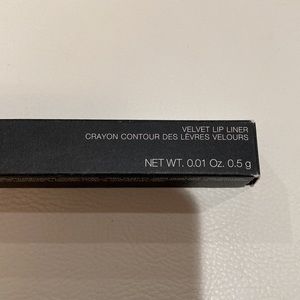 VELVET LIP LINER
CRAYON CONTOUR DES LÈVRES VELOURS
NET WT. 0.01 Oz. 0.5 g